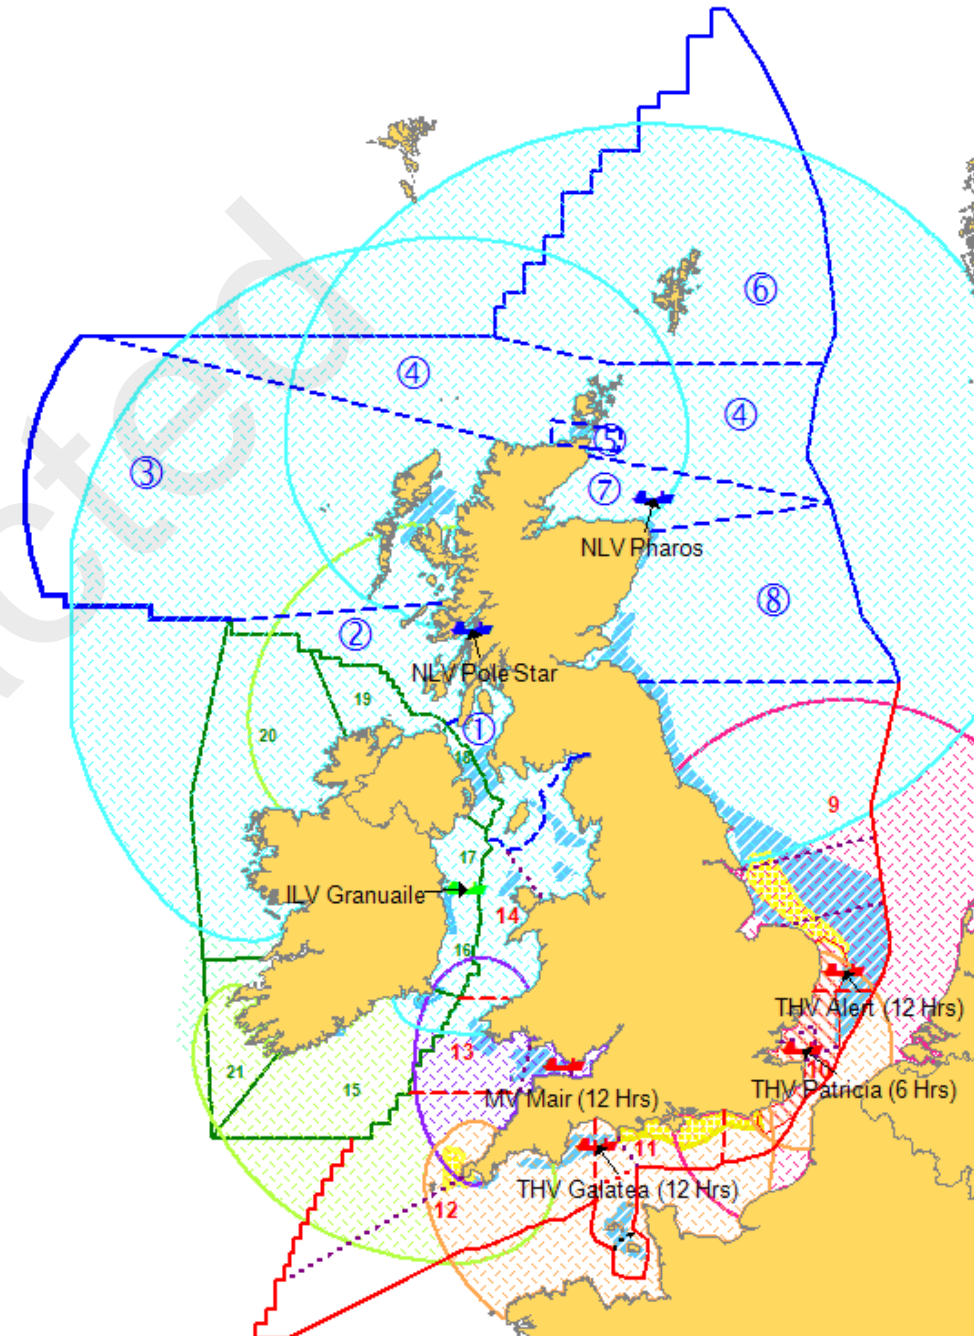 6
4
4
3
5
7
NLV Pharos
8
2
NLV Pole Star
19
20
1
18
9
17
ILV Granuaile
14
16
THV Alert (12 Hrs)
13
10
21
15
MV Mair (12 Hrs)
THV Patricia (6 Hrs)
11
THV Galatea (12 Hrs)
12
cted